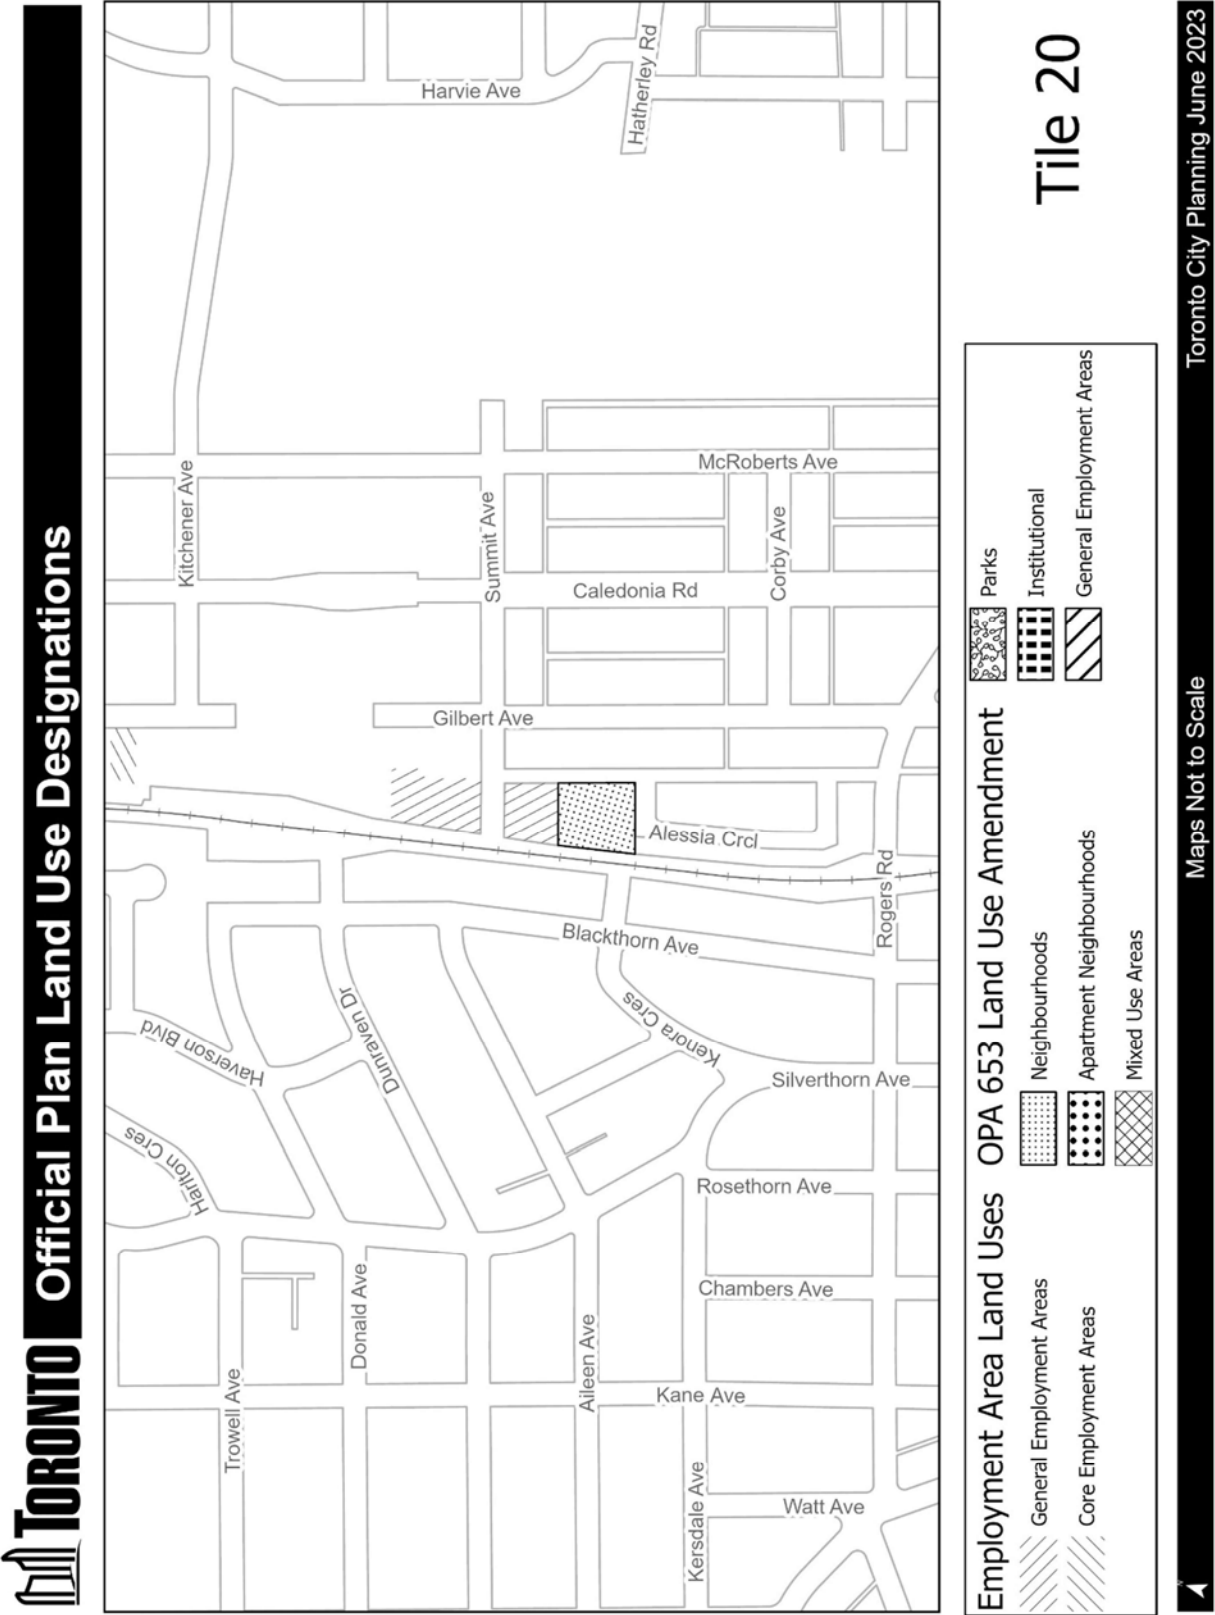 TORONTO Official Plan Land Use Designations
Harvie Ave
Hatherley Rd
Kitchener Ave
McRoberts Ave
Summit Ave
Corby Ave
Caledonia Rd
Gilbert Ave
Alessia Crcl
Rogers Rd
Blackthorn Ave
Kenora Cres
Dunraven Dr
Haverson Blvd
Silverthorn Ave
Harlton Cres
Rosethorn Ave
Donald Ave
Chambers Ave
Aileen Ave
Trowell Ave
Kane Ave
Kersdale Ave
Watt Ave
Employment Area Land Uses
General Employment Areas
Core Employment Areas
OPA 653 Land Use Amendment
Neighbourhoods
Apartment Neighbourhoods
Mixed Use Areas
Parks
Institutional
General Employment Areas
Tile 20
N
Maps Not to Scale
Toronto City Planning June 2023